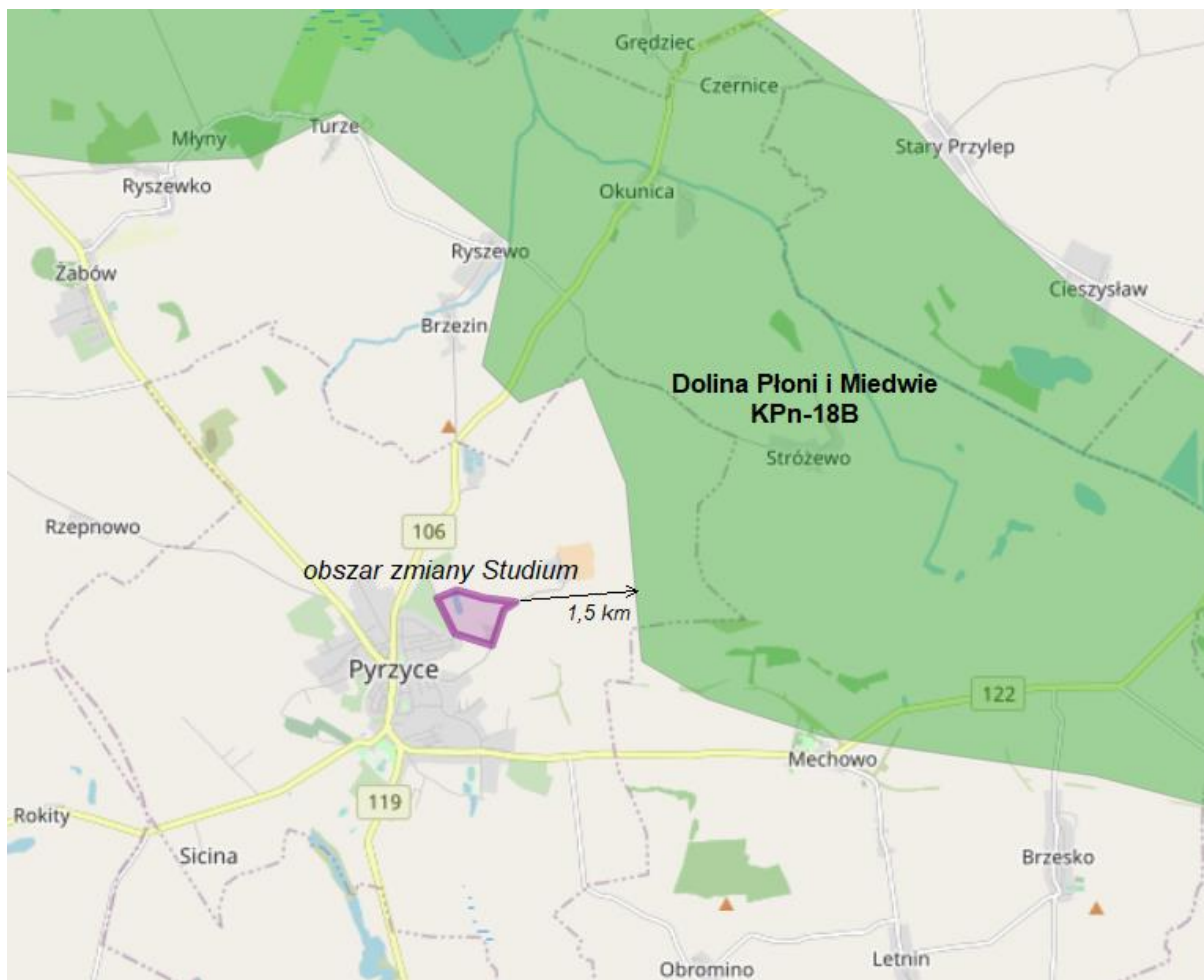 Grędziec
Czernice
Młyny
Turze
Stary Przylep
Ryszewko
Okunica
Ryszewo
Żabów
Cieszysław
Brzezin
Dolina Płoni i Miedwie
KPn-18B
Stróżewo
Rzepnowo
106
obszar zmiany Studium
1,5 km
Pyrzyce
122
Mechowo
119
Rokity
Sicina
Brzesko
Obromino
Letnin